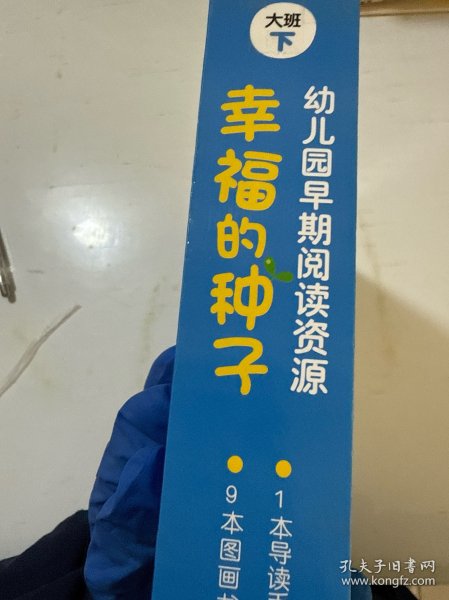 大班
下
幼儿园早期阅读资源
幸福的种子
1本导读
9本图画
孔夫子旧书网
www.kongfz.com